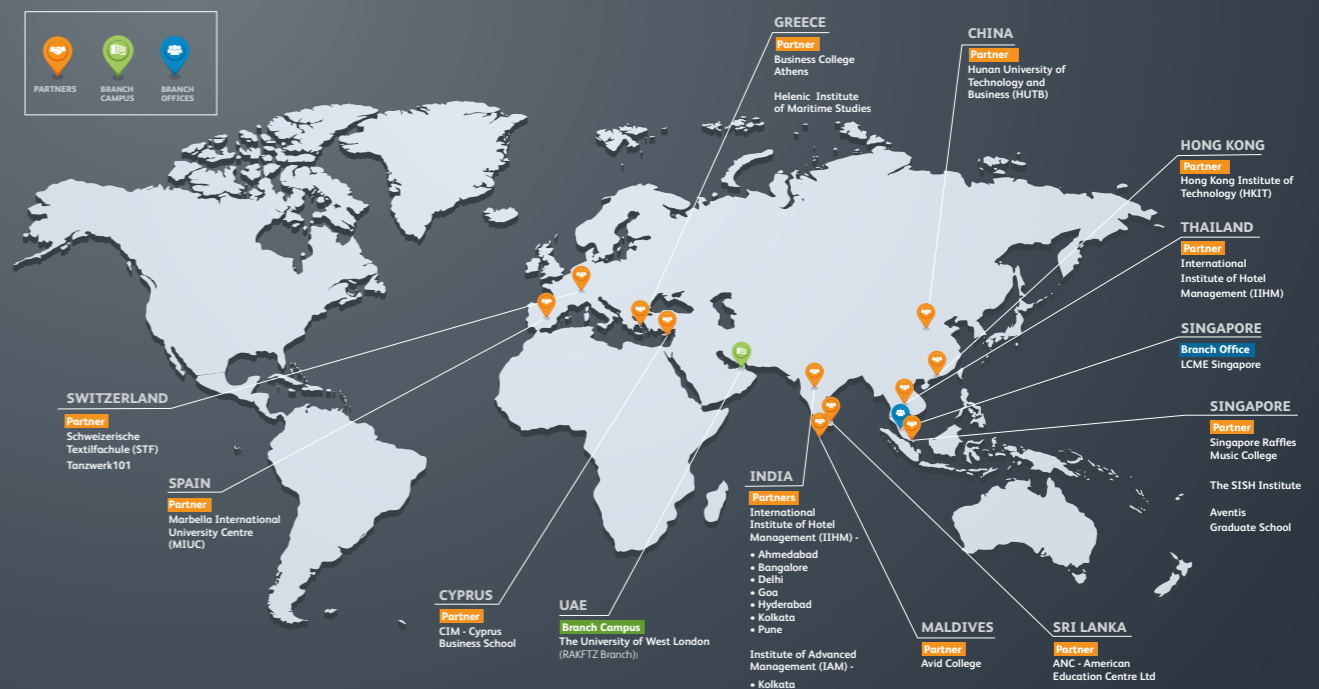 PARTNERS
BRANCH
CAMPUS
BRANCH
OFFICES
GREECE
Partner
Business College
Athens
Helenic Institute
of Maritime Studies
CHINA
Partner
Hunan University of
Technology and
Business (HUTB)
HONG KONG
Partner
Hong Kong Institute of
Technology (HKIT)
THAILAND
Partner
International
Institute of Hotel
Management (IIHM)
SINGAPORE
Branch Office
LCME Singapore
SINGAPORE
Partner
Singapore Raffles
Music College
The SISH Institute
Aventis
Graduate School
SWITZERLAND
Partner
Schweizerische
Textilfachule (STF)
Tanzwerk101
SPAIN
Partner
Marbella International
University Centre
(MIUC)
CYPRUS
Partner
CIM - Cyprus
Business School
UAE
Branch Campus
The University of West London
(RAKFTZ Branch))
INDIA
Partners
International
Institute of Hotel
Management (IIHM) -
• Ahmedabad
• Bangalore
• Delhi
• Goa
• Hyderabad
• Kolkata
• Pune
Institute of Advanced
Management (IAM) -
• Kolkata
MALDIVES
Partner
Avid College
SRI LANKA
Partner
ANC - American
Education Centre Ltd